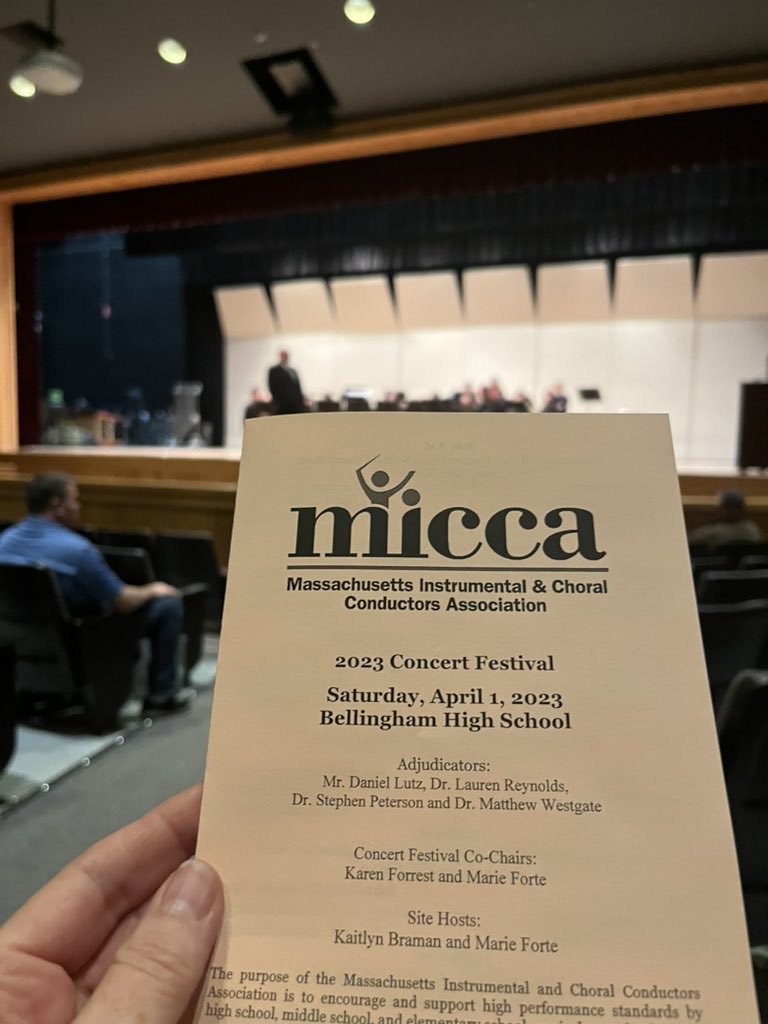 micca
Massachusetts Instrumental & Choral
Conductors Association
2023 Concert Festival
Saturday, April 1, 2023
Bellingham High School
Adjudicators:
Mr. Daniel Lutz, Dr. Lauren Reynolds,
Dr. Stephen Peterson and Dr. Matthew Westgate
Concert Festival Co-Chairs:
Karen Forrest and Marie Forte
Site Hosts:
Kaitlyn Braman and Marie Forte
The purpose of the Massachusetts Instrumental and Choral Conductors
Association is to encourage and support high performance standards by
high school, middle school, and elementary